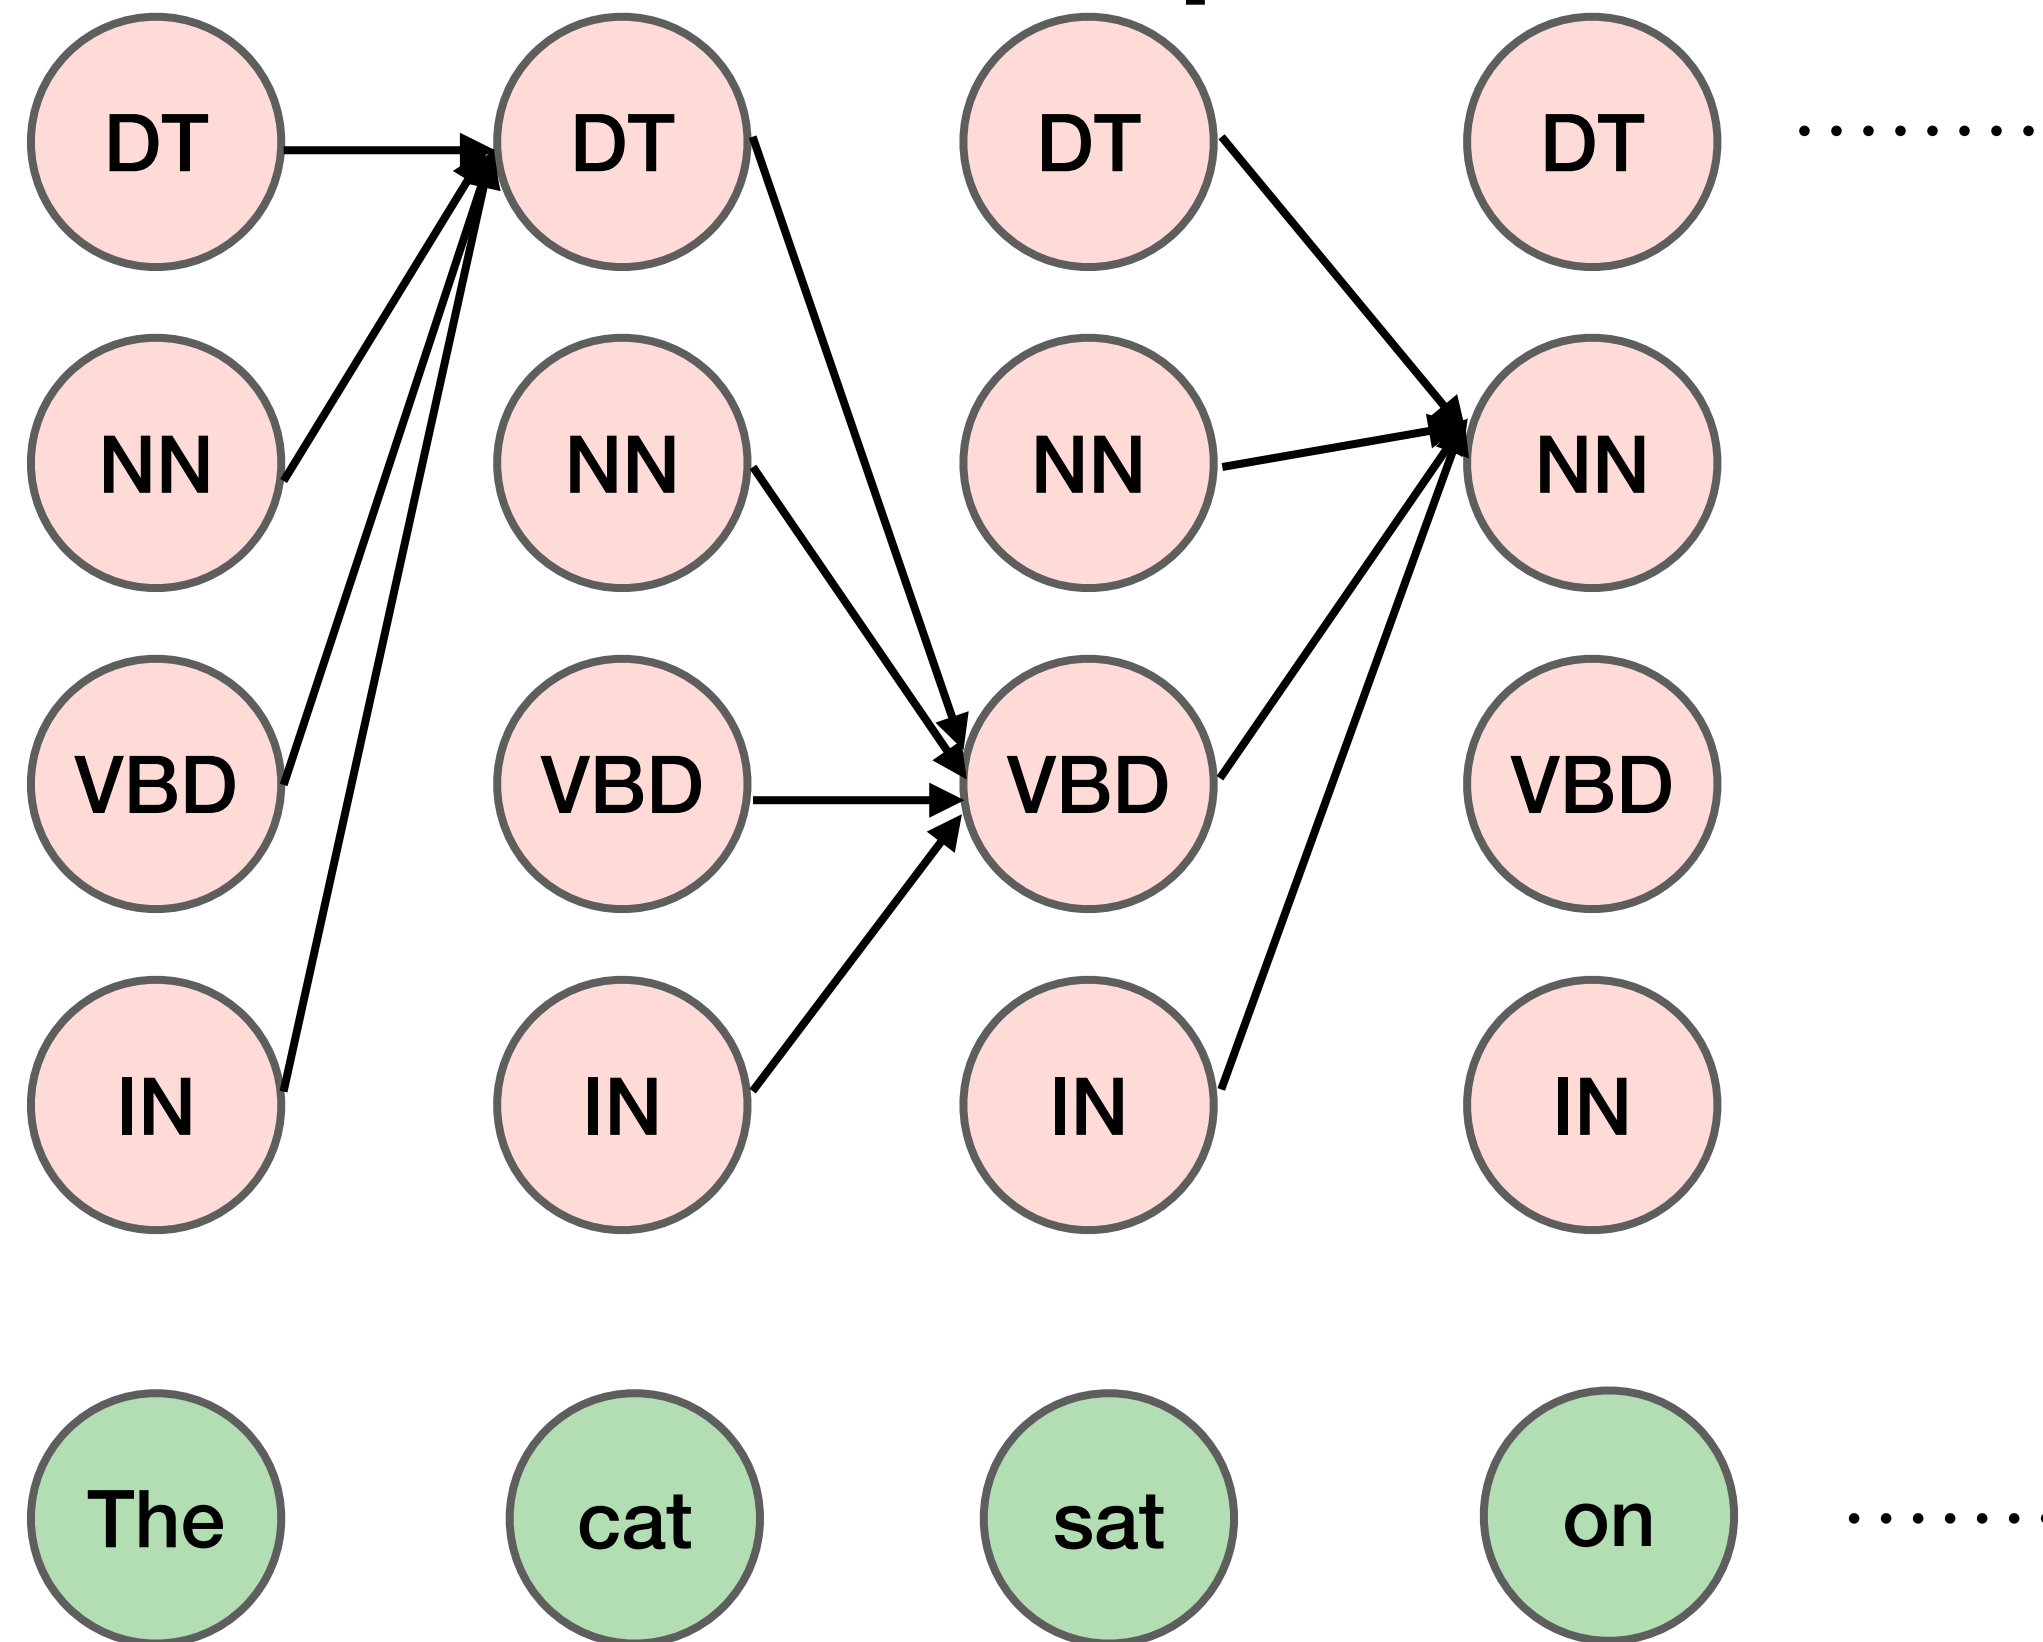 DT DT DT DT
NN NN NN NN
VBD VBD VBD VBD
IN IN IN IN
The cat sat on